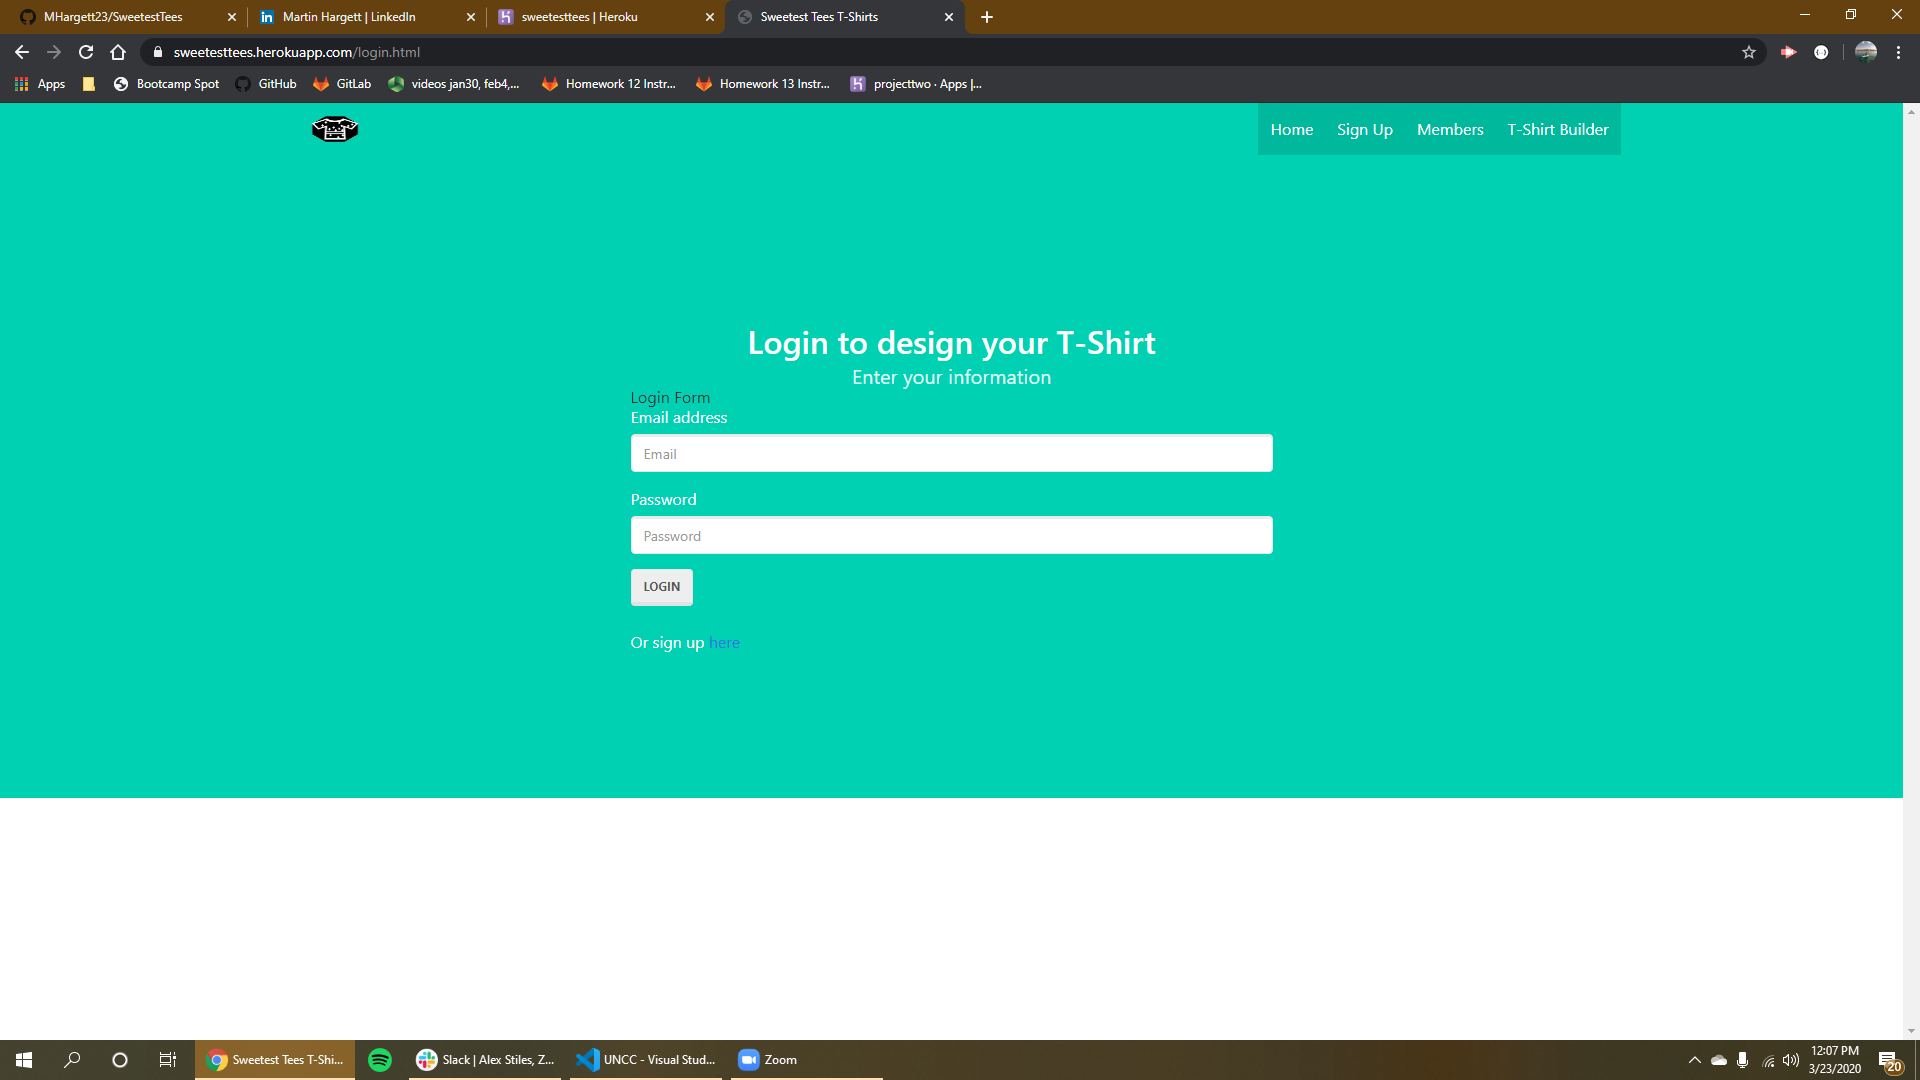 MHargett23/SweetestTees
Martin Hargett | LinkedIn
sweetesttees | Heroku
Sweetest Tees T-Shirts
sweetesttees.herokuapp.com/login.html
Apps
Bootcamp Spot
GitHub
GitLab
videos jan30, feb4,...
Homework 12 Instr...
Homework 13 Instr...
projecttwo · Apps |...
Home
Sign Up
Members
T-Shirt Builder
Login to design your T-Shirt
Enter your information
Login Form
Email address
Email
Password
Password
LOGIN
Or sign up here
Sweetest Tees T-Shi...
Slack | Alex Stiles, Z...
UNCC - Visual Stud...
Zoom
12:07 PM
3/23/2020
20